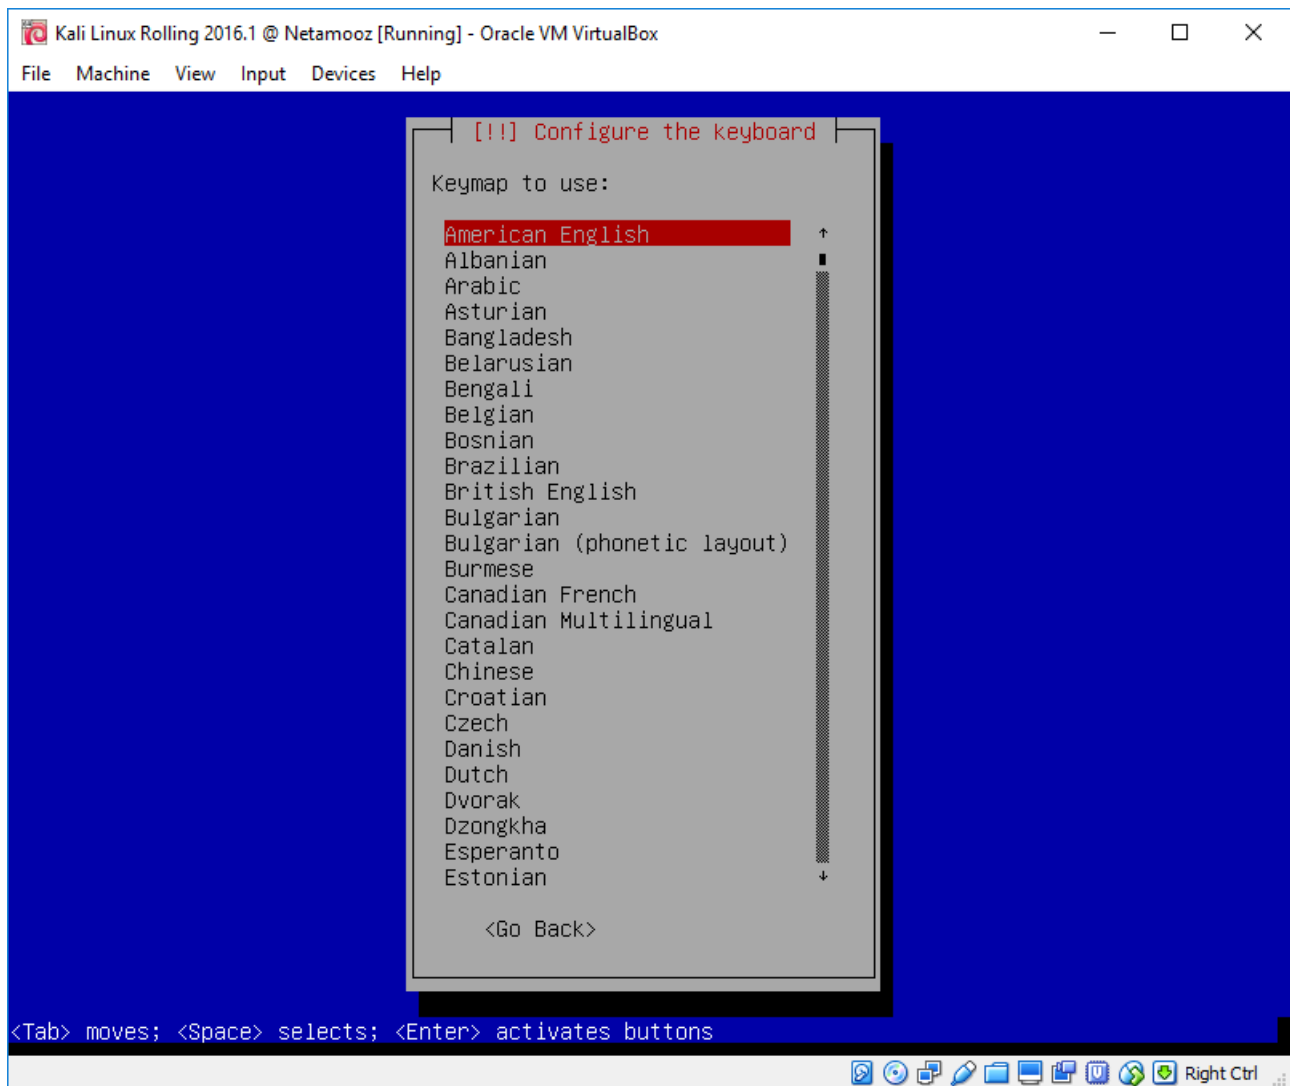 Kali Linux Rolling 2016.1 @ Netamooz [Running] - Oracle VM VirtualBox
File Machine View Input Devices Help
[!!] Configure the keyboard
Keymap to use:
American English
Albanian
Arabic
Asturian
Bangladesh
Belarusian
Bengali
Belgian
Bosnian
Brazilian
British English
Bulgarian
Bulgarian (phonetic layout)
Burmese
Canadian French
Canadian Multilingual
Catalan
Chinese
Croatian
Czech
Danish
Dutch
Dvorak
Dzongkha
Esperanto
Estonian
<Go Back>
<Tab> moves; <Space> selects; <Enter> activates buttons
Right Ctrl